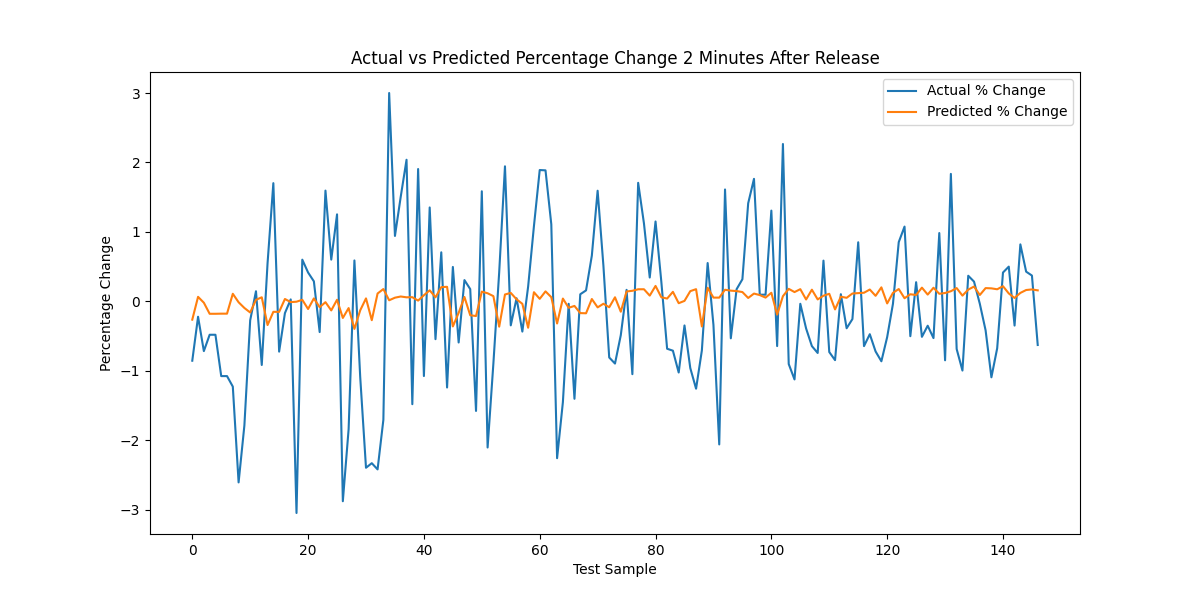 Actual vs Predicted Percentage Change 2 Minutes After Release
Actual % Change
Predicted % Change
Percentage Change
3
2
1
0
−1
−2
−3
0 20 40 60 80 100 120 140
Test Sample